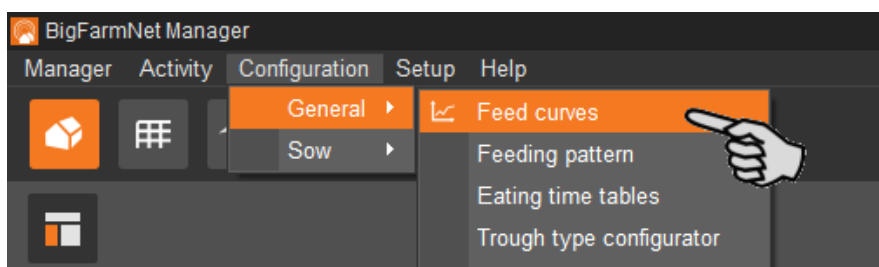 BigFarmNet Manager
Manager Activity Configuration Setup Help
General Feed curves
Sow Feeding pattern
Eating time tables
Trough type configurator